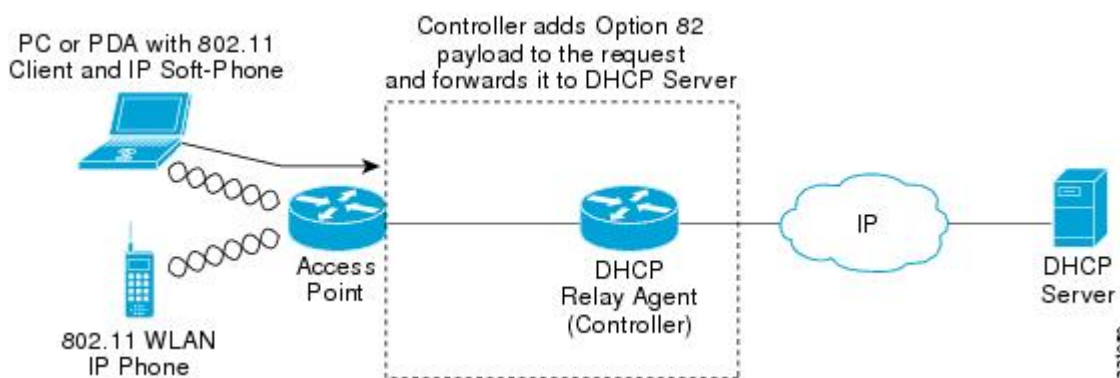 Controller adds Option 82
payload to the request
and forwards it to DHCP Server
PC or PDA with 802.11
Client and IP Soft-Phone
Access
Point
802.11 WLAN
IP Phone
DHCP
Relay Agent
(Controller)
IP
DHCP
Server